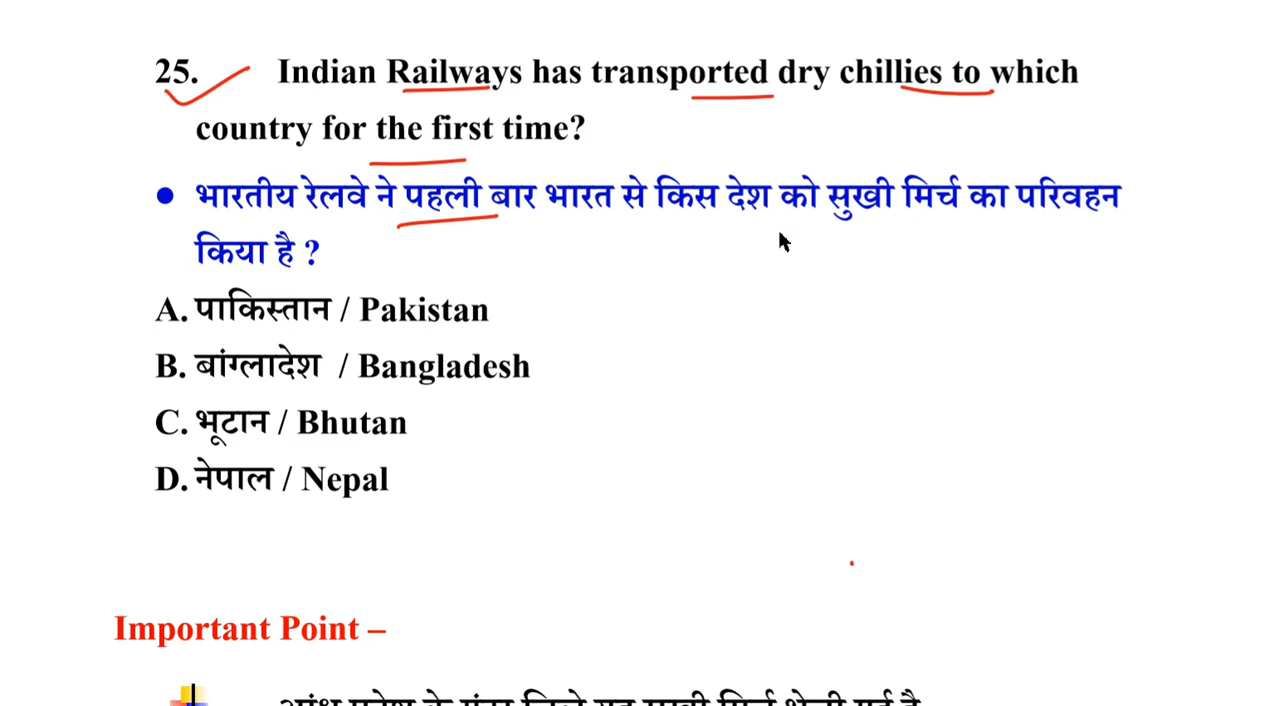 25. Indian Railways has transported dry chillies to which
country for the first time?
• भारतीय रेलवे ने पहली बार भारत से किस देश को सुखी मिर्च का परिवहन
किया है ?
A. पाकिस्तान / Pakistan
B. बांग्लादेश / Bangladesh
C. भूटान / Bhutan
D. नेपाल / Nepal
Important Point –